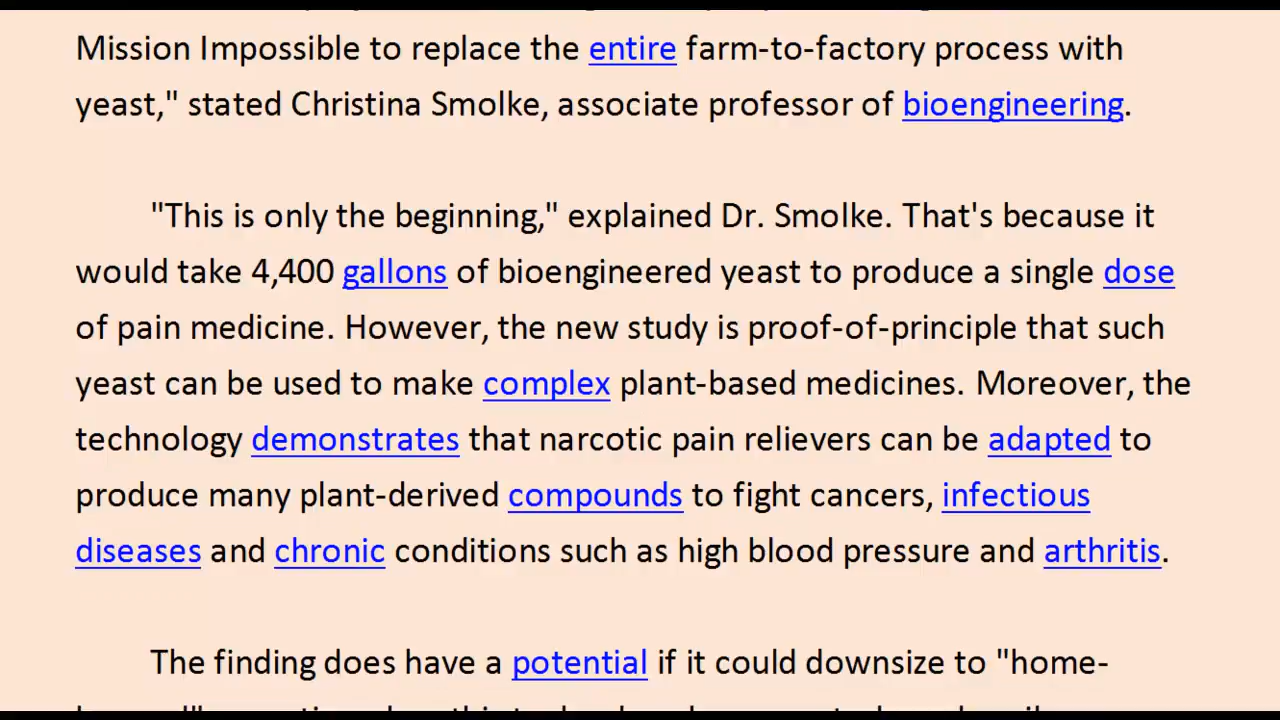 Mission Impossible to replace the entire farm-to-factory process with
yeast," stated Christina Smolke, associate professor of bioengineering.
"This is only the beginning," explained Dr. Smolke. That's because it
would take 4,400 gallons of bioengineered yeast to produce a single dose
of pain medicine. However, the new study is proof-of-principle that such
yeast can be used to make complex plant-based medicines. Moreover, the
technology demonstrates that narcotic pain relievers can be adapted to
produce many plant-derived compounds to fight cancers, infectious
diseases and chronic conditions such as high blood pressure and arthritis.
The finding does have a potential if it could downsize to "home-